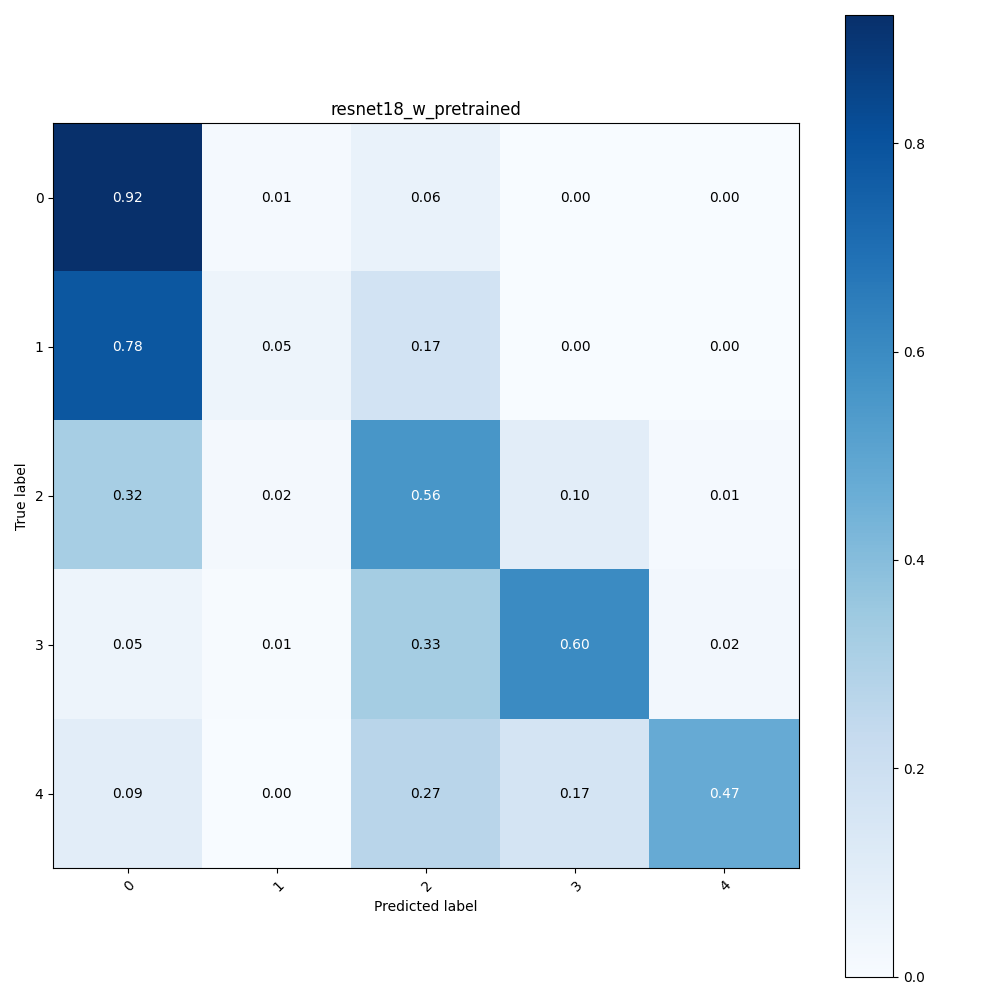 resnet18_w_pretrained
0 0.92 0.01 0.06 0.00 0.00
1 0.78 0.05 0.17 0.00 0.00
2 0.32 0.02 0.56 0.10 0.01
3 0.05 0.01 0.33 0.60 0.02
4 0.09 0.00 0.27 0.17 0.47
True label
0 1 2 3 4
Predicted label
0.8
0.6
0.4
0.2
0.0